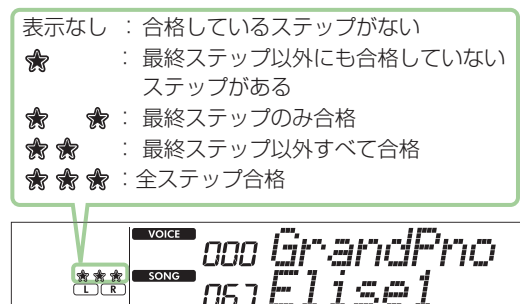 表示なし ： 合格しているステップがない
★ ： 最終ステップ以外にも合格していない
ステップがある
★ ★ ： 最終ステップのみ合格
★★ ： 最終ステップ以外すべて合格
★★★ ： 全ステップ合格
VOICE 000 GrandPno
★★★
L R
SONG 067 Elise1